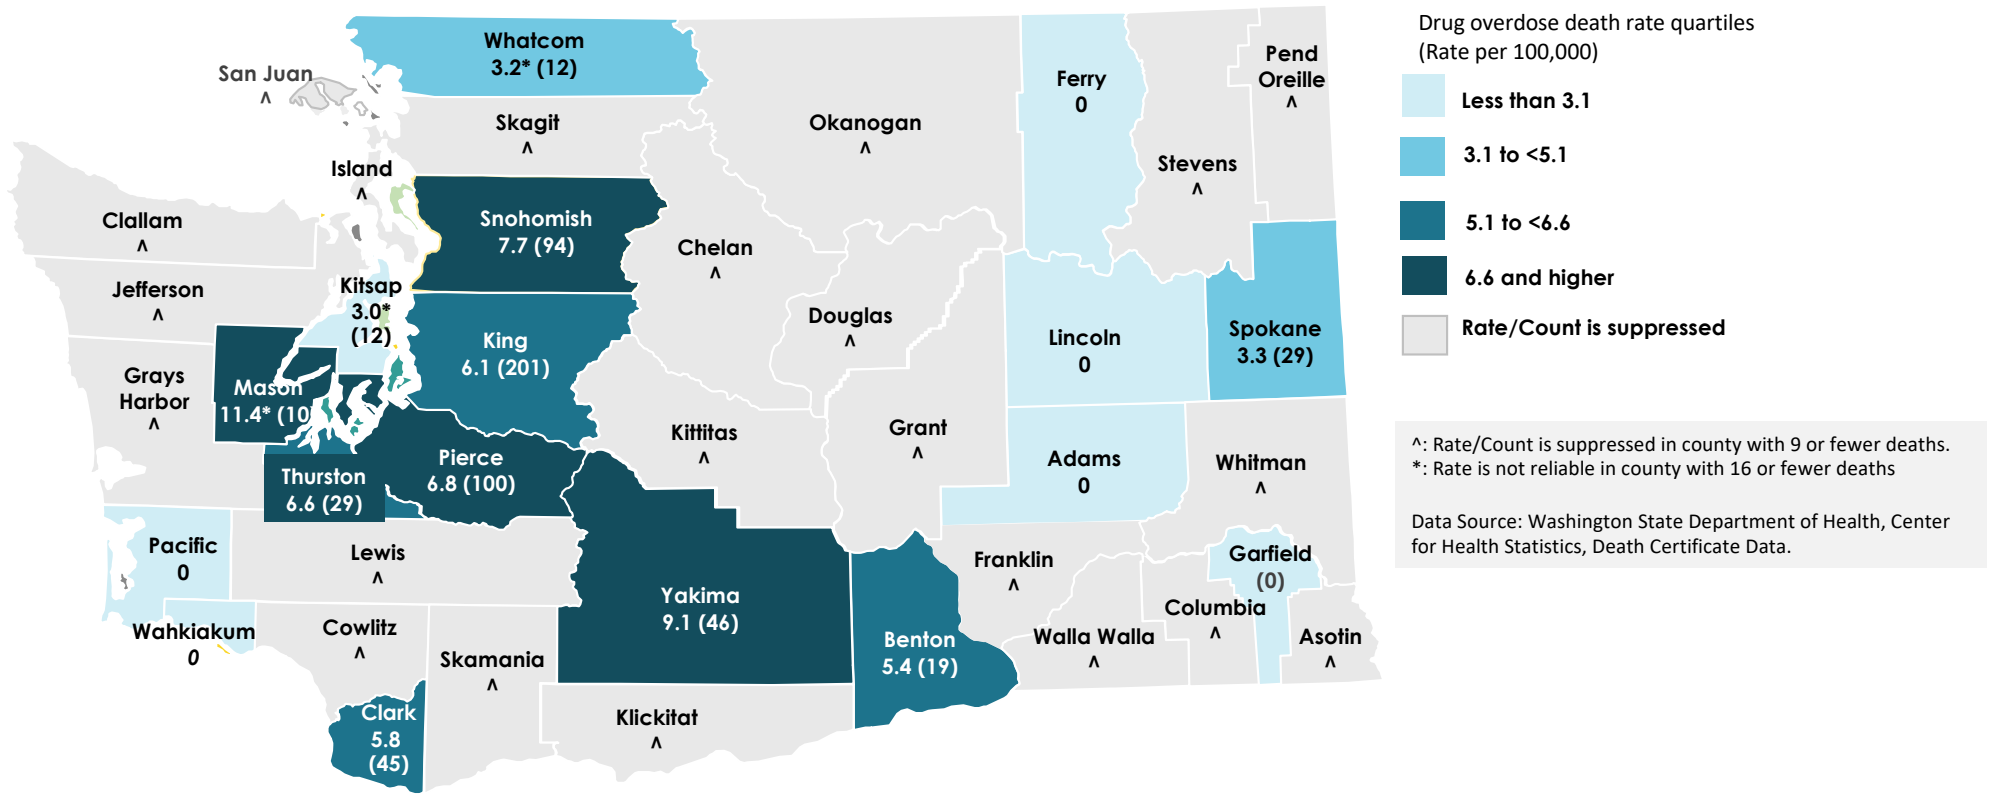 Whatcom
3.2* (12)
San Juan
^
Skagit
^
Island
^
Okanogan
^
Ferry
0
Stevens
^
Pend
Oreille
^
Clallam
^
Jefferson
^
Snohomish
7.7 (94)
Chelan
^
Kitsap
3.0*
(12)
King
6.1 (201)
Douglas
^
Lincoln
0
Spokane
3.3 (29)
Grays
Harbor
^
Mason
11.4* (10
Kittitas
^
Grant
^
Adams
0
Whitman
^
Thurston
6.6 (29)
Pierce
6.8 (100)
Pacific
0
Lewis
^
Yakima
9.1 (46)
Benton
5.4 (19)
Franklin
^
Garfield
(0)
Columbia
^
Walla Walla
^
Asotin
^
Wahkiakum
0
Cowlitz
^
Skamania
^
Clark
5.8
(45)
Klickitat
^
Drug overdose death rate quartiles
(Rate per 100,000)
Less than 3.1
3.1 to <5.1
5.1 to <6.6
6.6 and higher
Rate/Count is suppressed
^: Rate/Count is suppressed in county with 9 or fewer deaths.
*: Rate is not reliable in county with 16 or fewer deaths
Data Source: Washington State Department of Health, Center
for Health Statistics, Death Certificate Data.